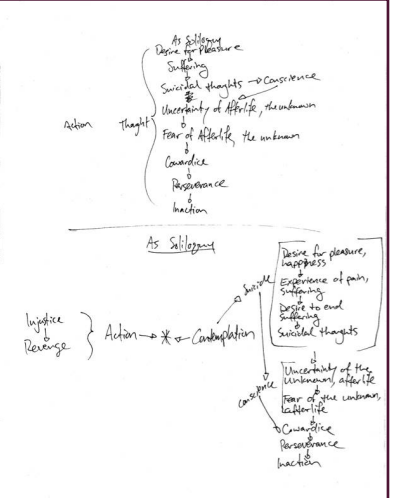 As Soliloquy
Desire for Pleasure
Suffering
Suicidal thoughts → Conscience
Uncertainty of Afterlife, the unknown
Action Thought
Fear of Afterlife, the unknown
Cowardice
Perseverance
Inaction
As Soliloquy
Desire for pleasure,
happiness
Experience of pain,
suffering
Desire to end
suffering
Suicidal thoughts
Suicide
Injustice
Revenge
Action → * ← Contemplation
Conscience
Uncertainty of the
Unknown, afterlife
Fear of the unknown,
afterlife
Cowardice
Perseverance
Inaction